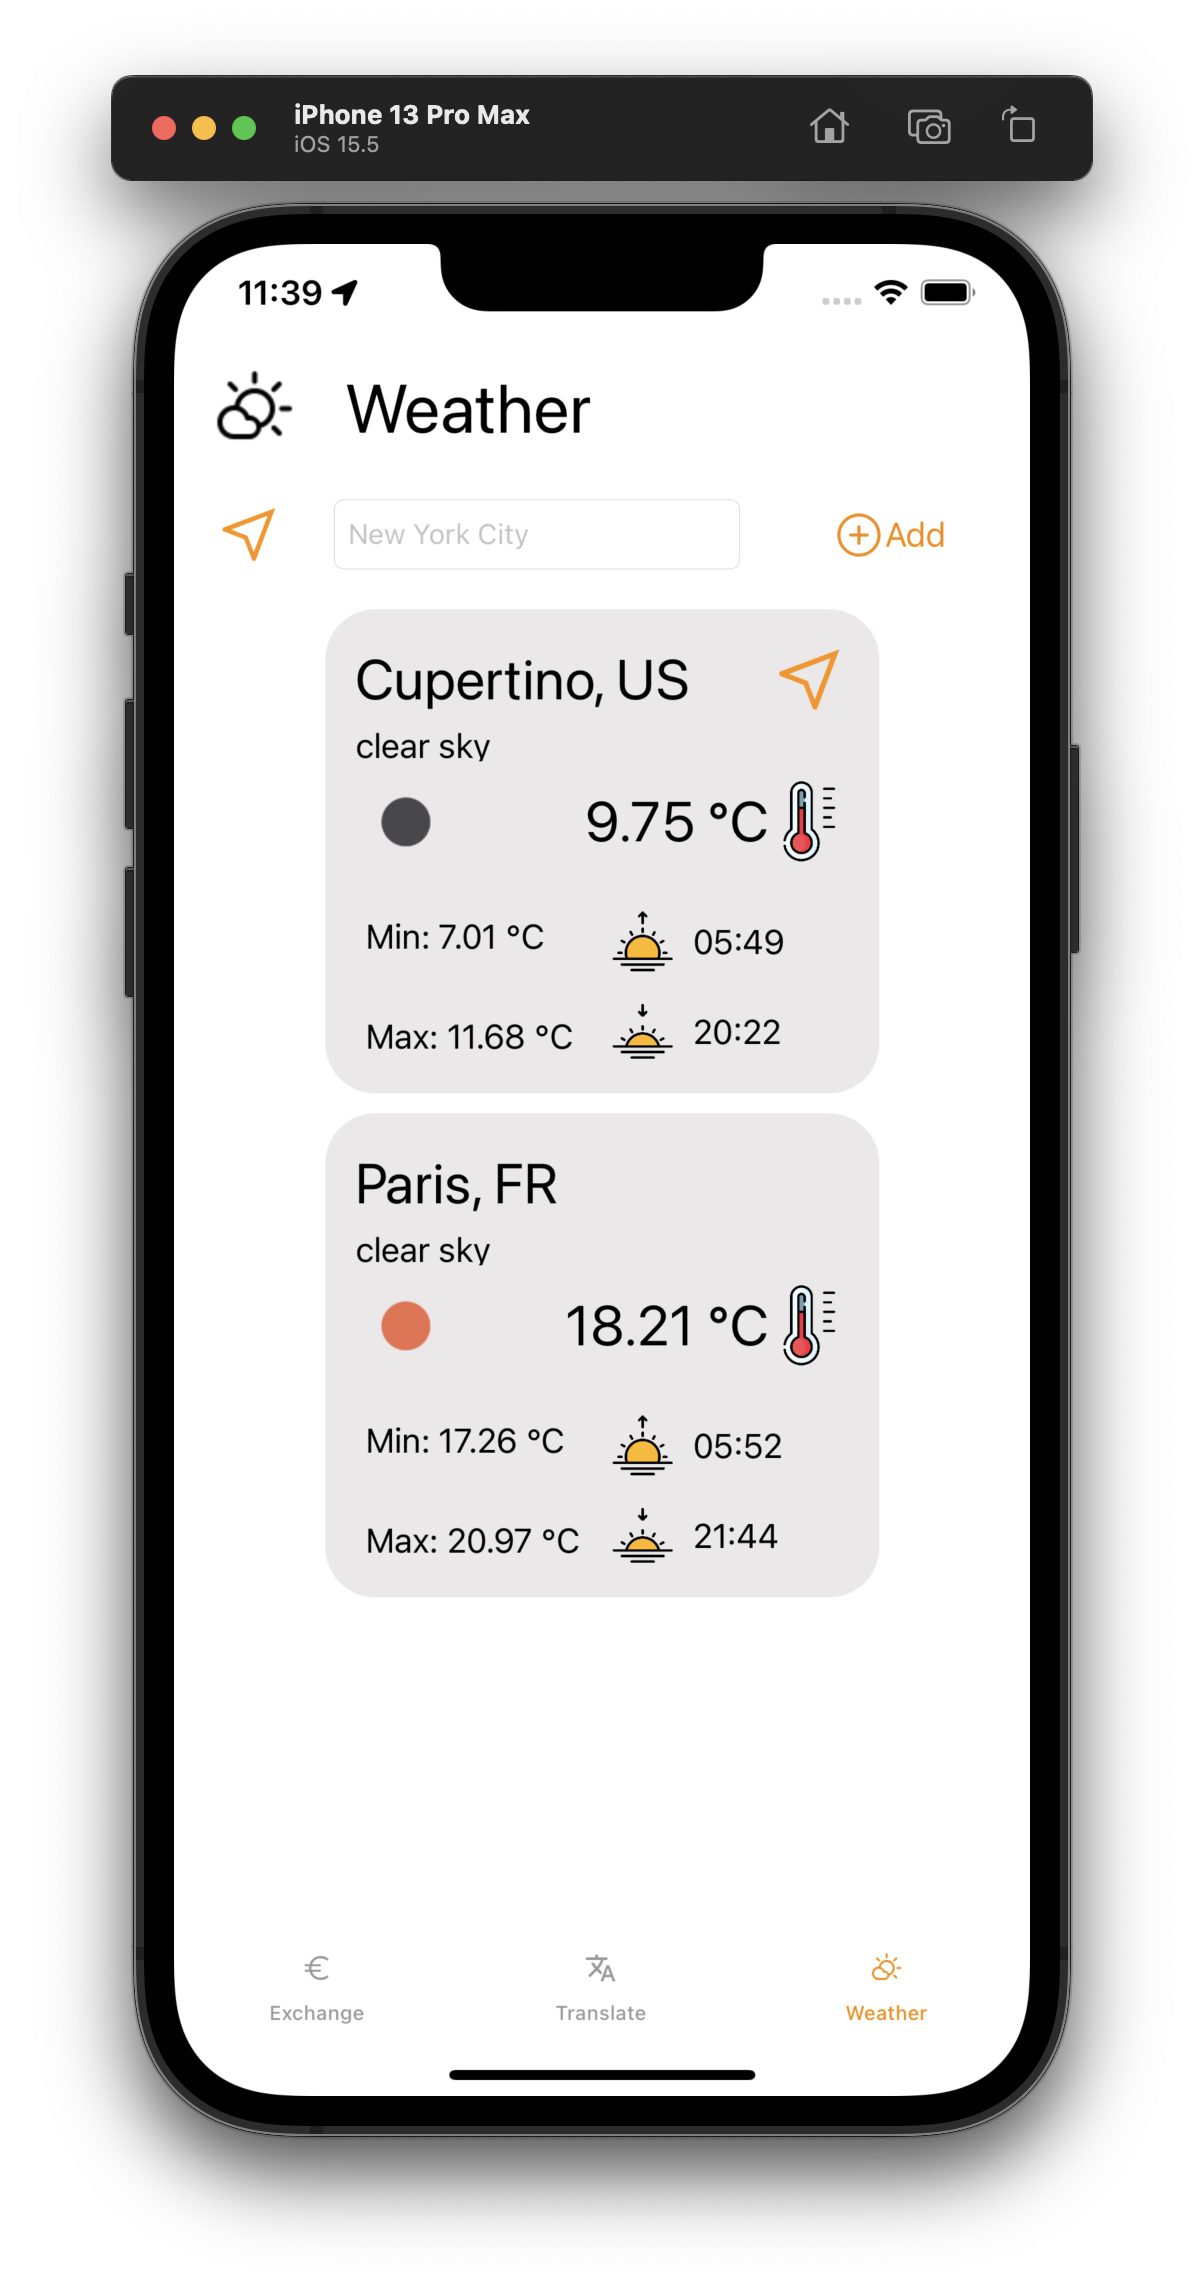 iPhone 13 Pro Max
iOS 15.5
11:39
Weather
New York City
Add
Cupertino, US
clear sky
9.75 °C
Min: 7.01 °C
05:49
Max: 11.68 °C
20:22
Paris, FR
clear sky
18.21 °C
Min: 17.26 °C
05:52
Max: 20.97 °C
21:44
Exchange
Translate
Weather